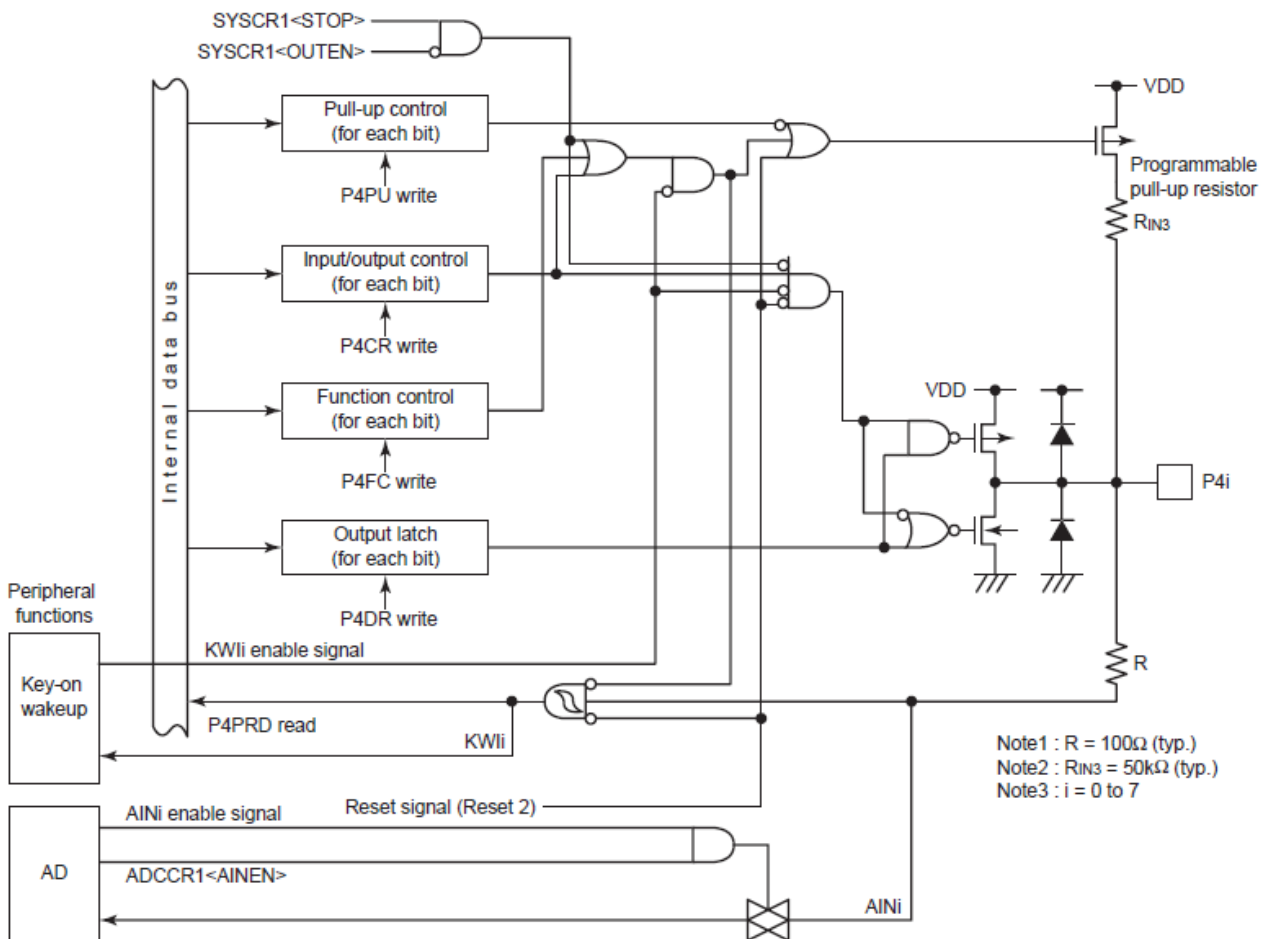 SYSCR1<STOP>
SYSCR1<OUTEN>
VDD
Pull-up control
(for each bit)
P4PU write
Programmable
pull-up resistor
RIN3
Input/output control
(for each bit)
P4CR write
Internal data bus
Function control
(for each bit)
P4FC write
VDD
P4i
Output latch
(for each bit)
P4DR write
Peripheral
functions
KWIi enable signal
Key-on
wakeup
P4PRD read
KWIi
R
Note1 : R = 100Ω (typ.)
Note2 : RIN3 = 50kΩ (typ.)
Note3 : i = 0 to 7
Reset signal (Reset 2)
AINi enable signal
AD
ADCCR1<AINEN>
AINi